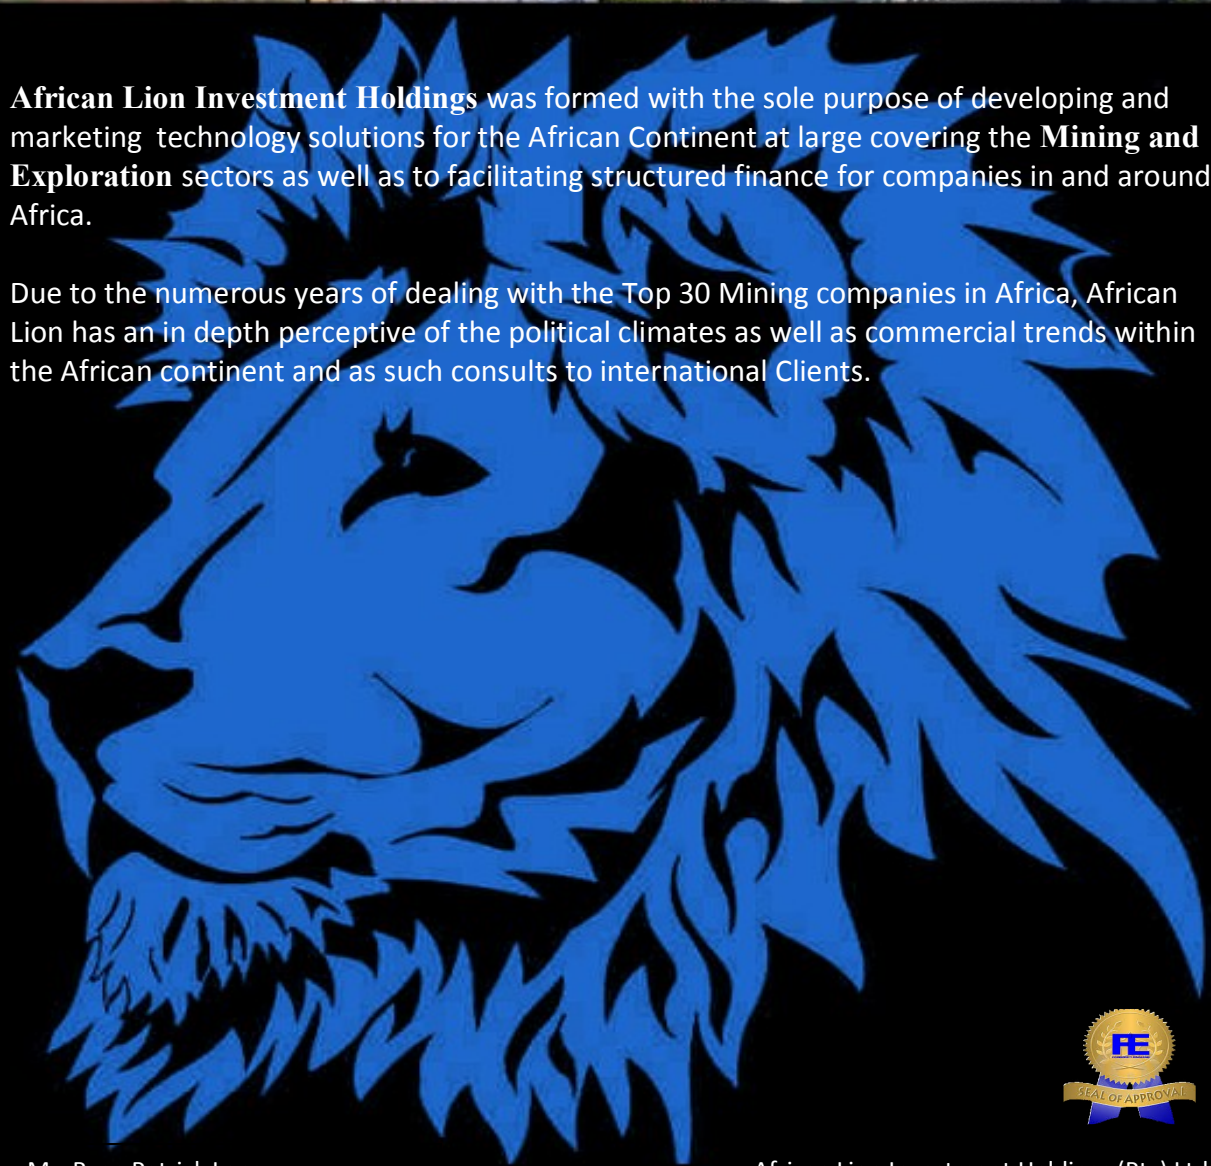 African Lion Investment Holdings was formed with the sole purpose of developing and
marketing  technology solutions for the African Continent at large covering the Mining and
Exploration sectors as well as to facilitating structured finance for companies in and around
Africa.
Due to the numerous years of dealing with the Top 30 Mining companies in Africa, African
Lion has an in depth perceptive of the political climates as well as commercial trends within
the African continent and as such consults to international Clients.
FE
SEAL OF APPROVAL